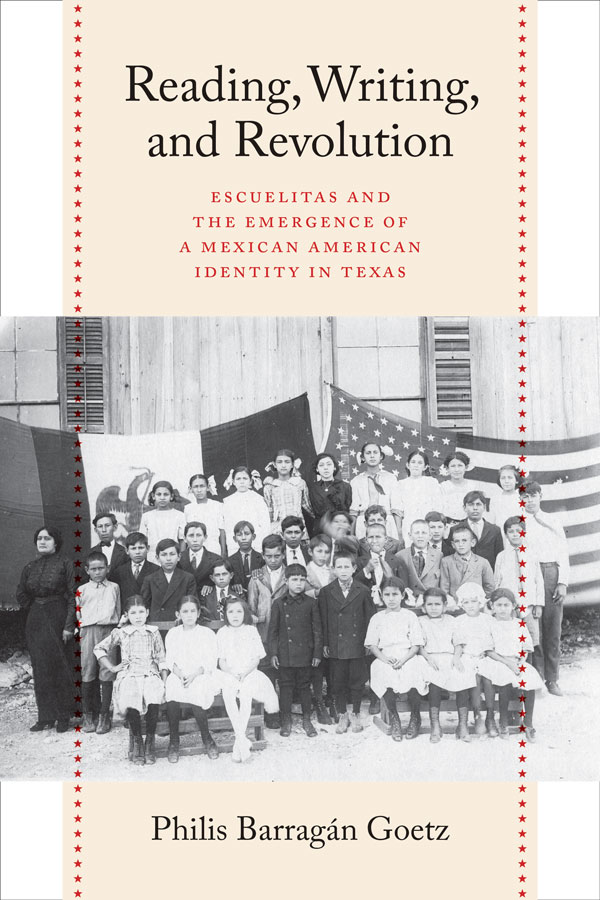 Reading, Writing,
and Revolution
ESCUELITAS AND
THE EMERGENCE OF
A MEXICAN AMERICAN
IDENTITY IN TEXAS
Philis Barragán Goetz